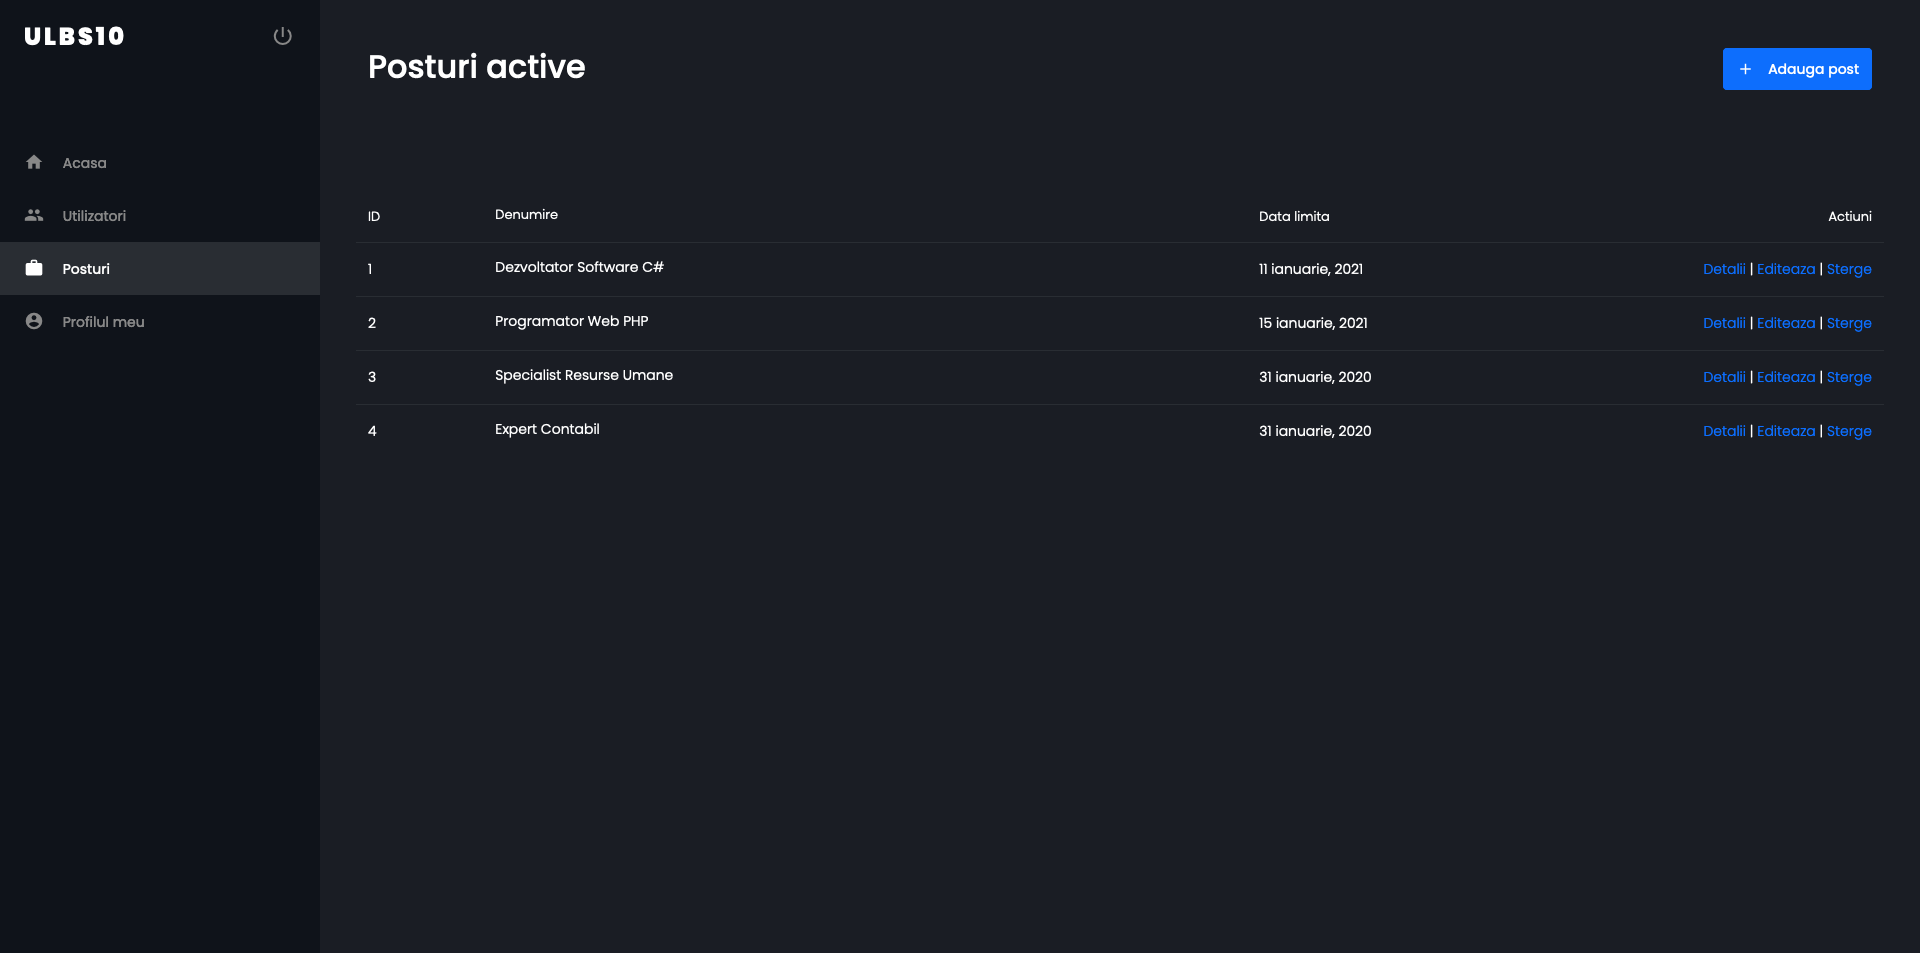 ULBS10
Posturi active
Adauga post
Acasa
Utilizatori
Posturi
Profilul meu
ID Denumire Data limita Actiuni
1 Dezvoltator Software C# 11 ianuarie, 2021 Detalii | Editeaza | Sterge
2 Programator Web PHP 15 ianuarie, 2021 Detalii | Editeaza | Sterge
3 Specialist Resurse Umane 31 ianuarie, 2020 Detalii | Editeaza | Sterge
4 Expert Contabil 31 ianuarie, 2020 Detalii | Editeaza | Sterge